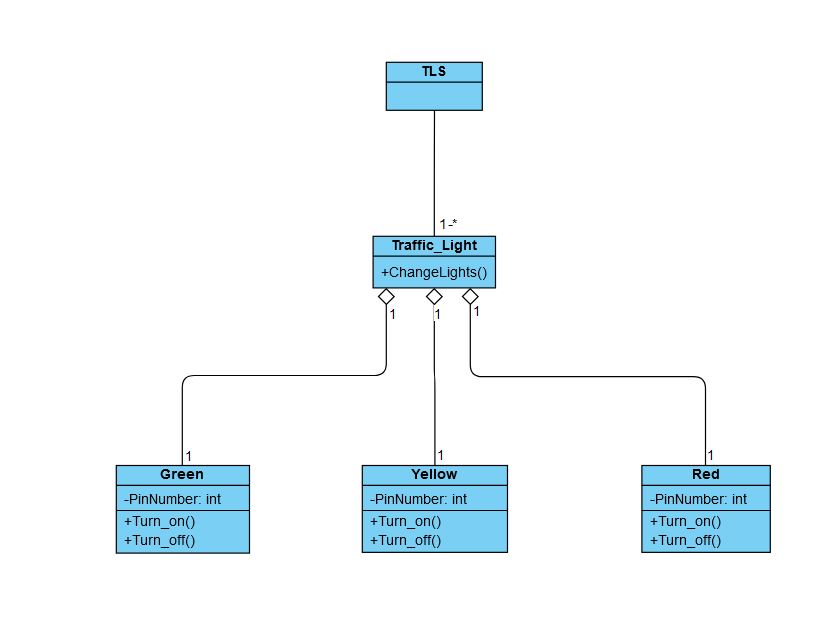 TLS
1-*
Traffic_Light
+ChangeLights()
1
1
1
1
1
1
Green
-PinNumber: int
+Turn_on()
+Turn_off()
Yellow
-PinNumber: int
+Turn_on()
+Turn_off()
Red
-PinNumber: int
+Turn_on()
+Turn_off()